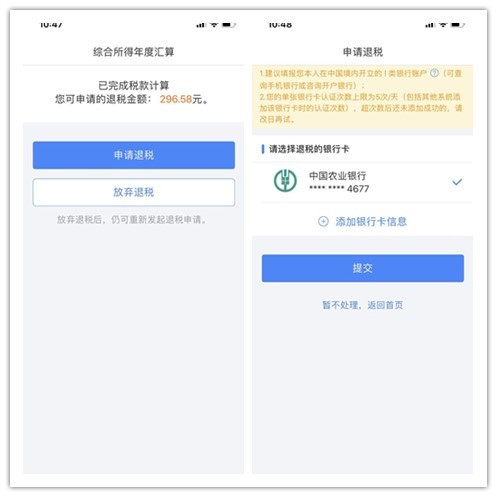 10:47
综合所得年度汇算
已完成税款计算
您可申请的退税金额：296.58元。
申请退税
放弃退税
放弃退税后，仍可重新发起退税申请。
10:48
申请退税
1.建议填报您本人在中国境内开立的 I 类银行账户 ?（可查
询手机银行或咨询开户银行）；
2.您的单张银行卡认证次数上限为5次/天（包括其他系统添
加该银行卡时的认证次数），超次数后还未添加成功的，请
改日再试。
请选择退税的银行卡
中国农业银行
**** **** 4677
添加银行卡信息
提交
暂不处理，返回首页